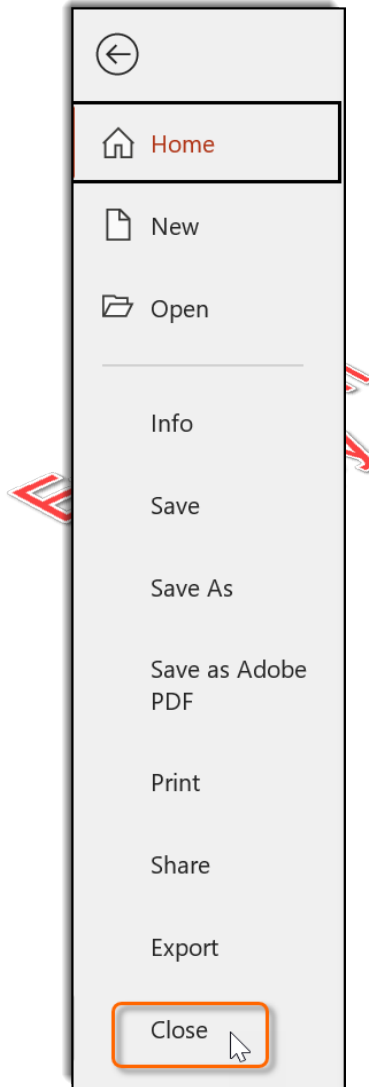 Home
New
Open
Info
Save
Save As
Save as Adobe
PDF
Print
Share
Export
Close